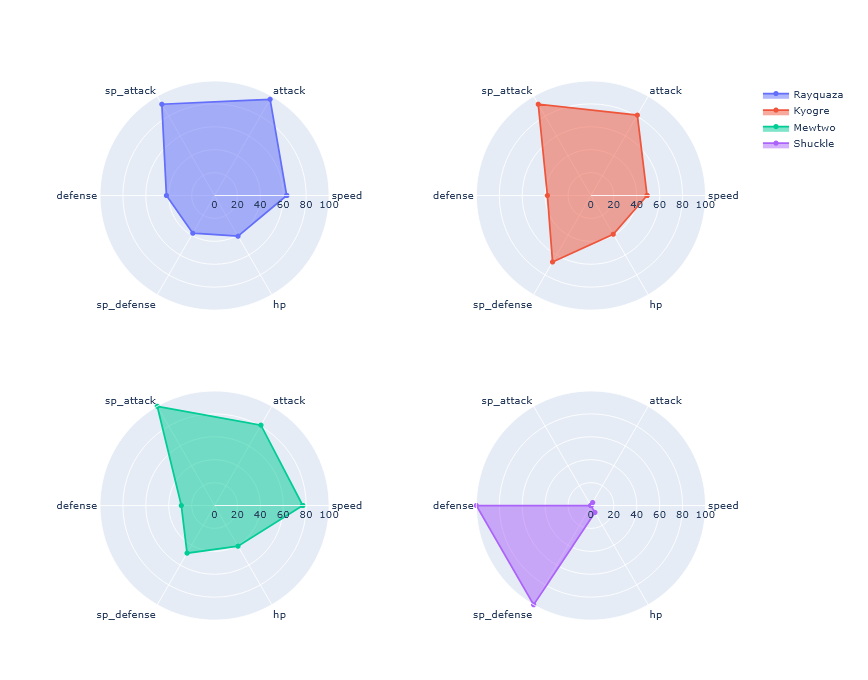 sp_attack attack
defense speed
0 20 40 60 80 100
sp_defense hp
sp_attack attack
defense speed
0 20 40 60 80 100
sp_defense hp
Rayquaza
Kyogre
Mewtwo
Shuckle
sp_attack attack
defense speed
0 20 40 60 80 100
sp_defense hp
sp_attack attack
defense speed
0 20 40 60 80 100
sp_defense hp